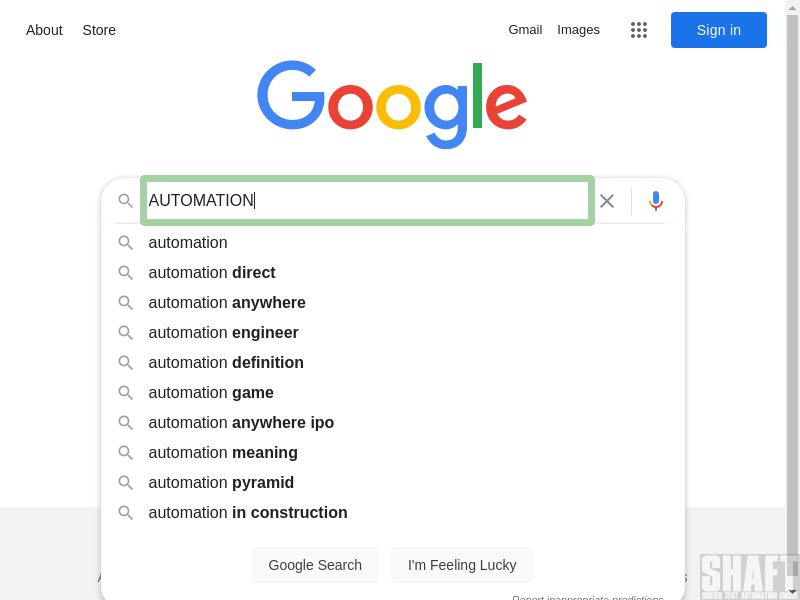 About Store Gmail Images Sign in
Google
AUTOMATION
automation
automation direct
automation anywhere
automation engineer
automation definition
automation game
automation anywhere ipo
automation meaning
automation pyramid
automation in construction
Google Search I'm Feeling Lucky
Report inappropriate predictions
SHAFT